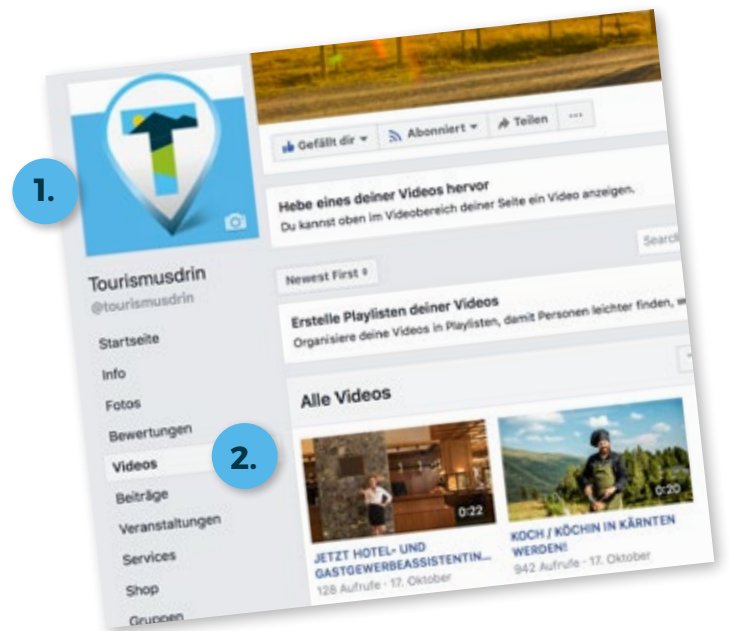 1.
T
Gefällt dir
Abonniert
Teilen
...
Hebe eines deiner Videos hervor
Du kannst oben im Videobereich deiner Seite ein Video anzeigen.
Tourismusdrin
@tourismusdrin
Newest First
Search
Erstelle Playlisten deiner Videos
Organisiere deine Videos in Playlisten, damit Personen leichter finden,
Startseite
Info
Fotos
Bewertungen
Videos
2.
Beiträge
Veranstaltungen
Services
Shop
Gruppen
Alle Videos
0:22
JETZT HOTEL- UND
GASTGEWERBEASSISTENTIN...
128 Aufrufe · 17. Oktober
0:20
KOCH / KÖCHIN IN KÄRNTEN
WERDEN!
942 Aufrufe · 17. Oktober